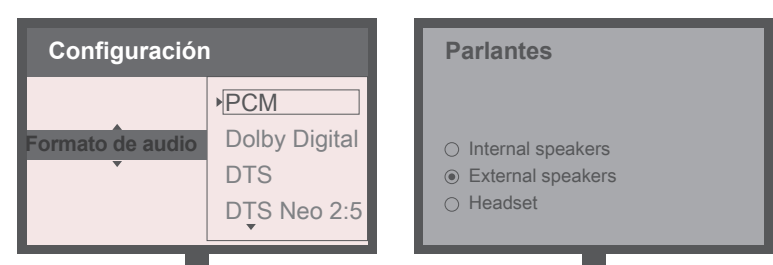 Configuración
Formato de audio
PCM
Dolby Digital
DTS
DTS Neo 2:5
Parlantes
Internal speakers
External speakers
Headset